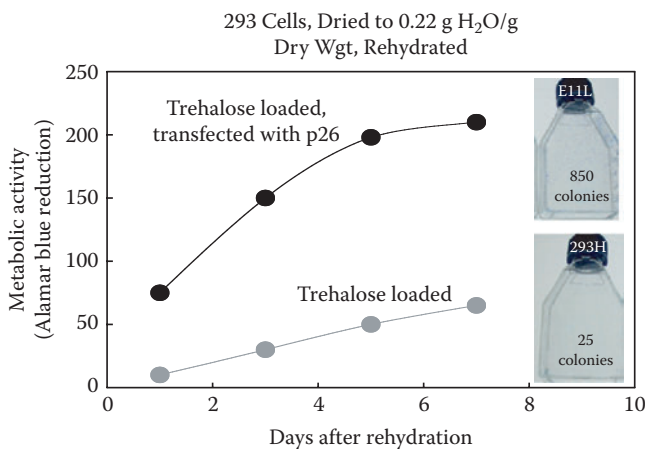 293 Cells, Dried to 0.22 g H₂O/g
Dry Wgt, Rehydrated
250
200
150
100
50
0
Metabolic activity
(Alamar blue reduction)
Trehalose loaded,
transfected with p26
Trehalose loaded
E11L
850
colonies
293H
25
colonies
0 2 4 6 8 10
Days after rehydration